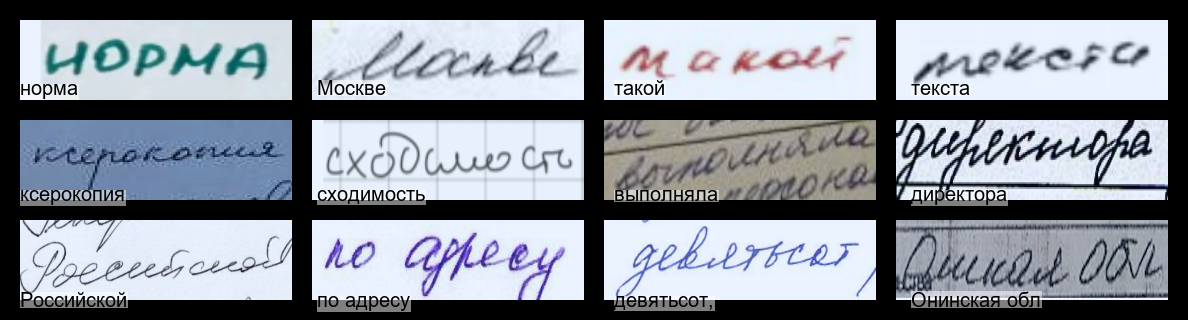 норма Москве такой текста
норма Москве такой текста
ксерокопия сходимость выполняла директора
ксерокопия сходимость выполняла директора
Российской по адресу девятьсот, обл
Российской по адресу девятьсот, Онинская обл